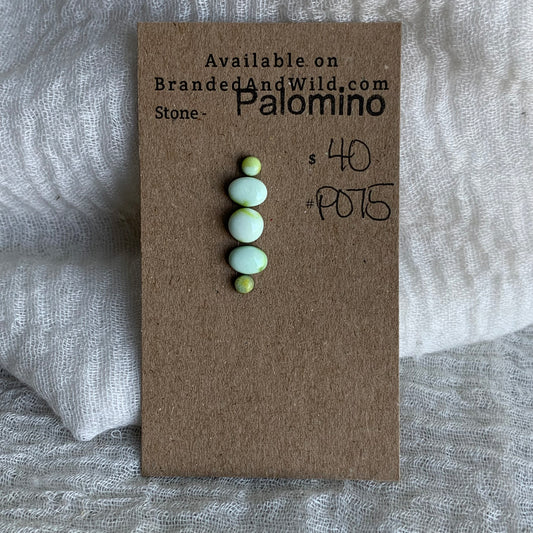 Available on
BrandedAndWild.com
Stone- Palomino
$ 40
#P075